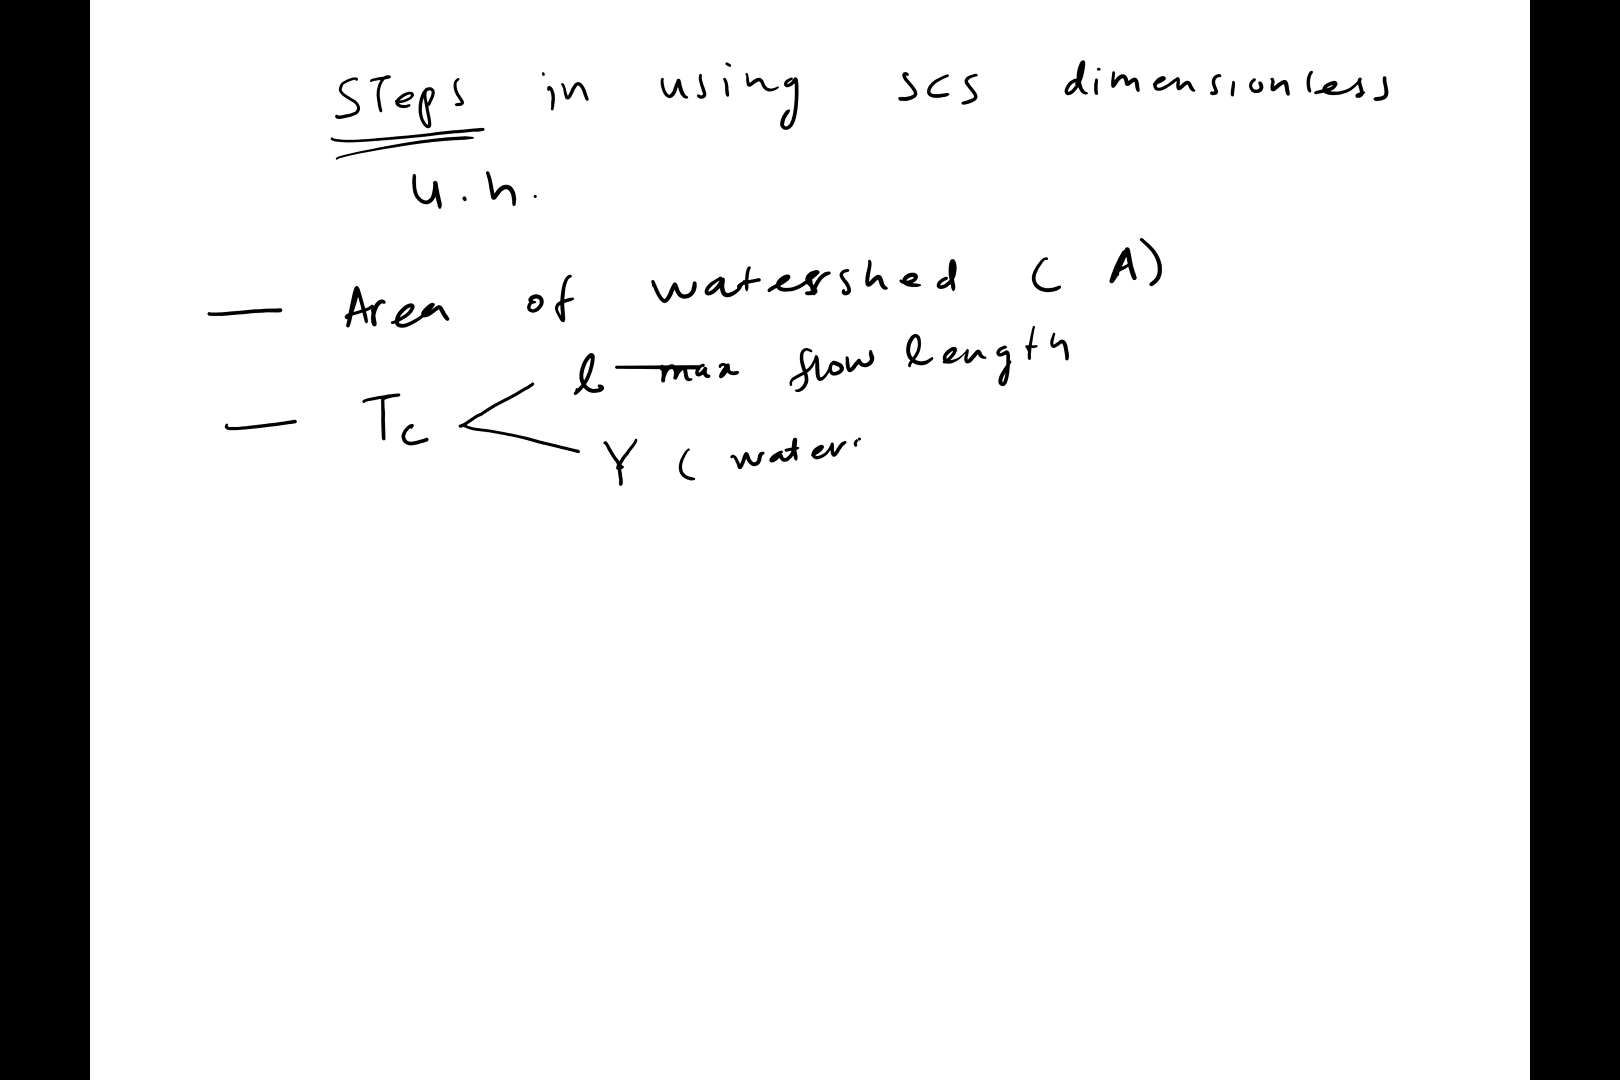 STeps in using SCS dimensionless
u.h.
— Area of watershed (A)
l — max flow length
— Tc
Y ( water